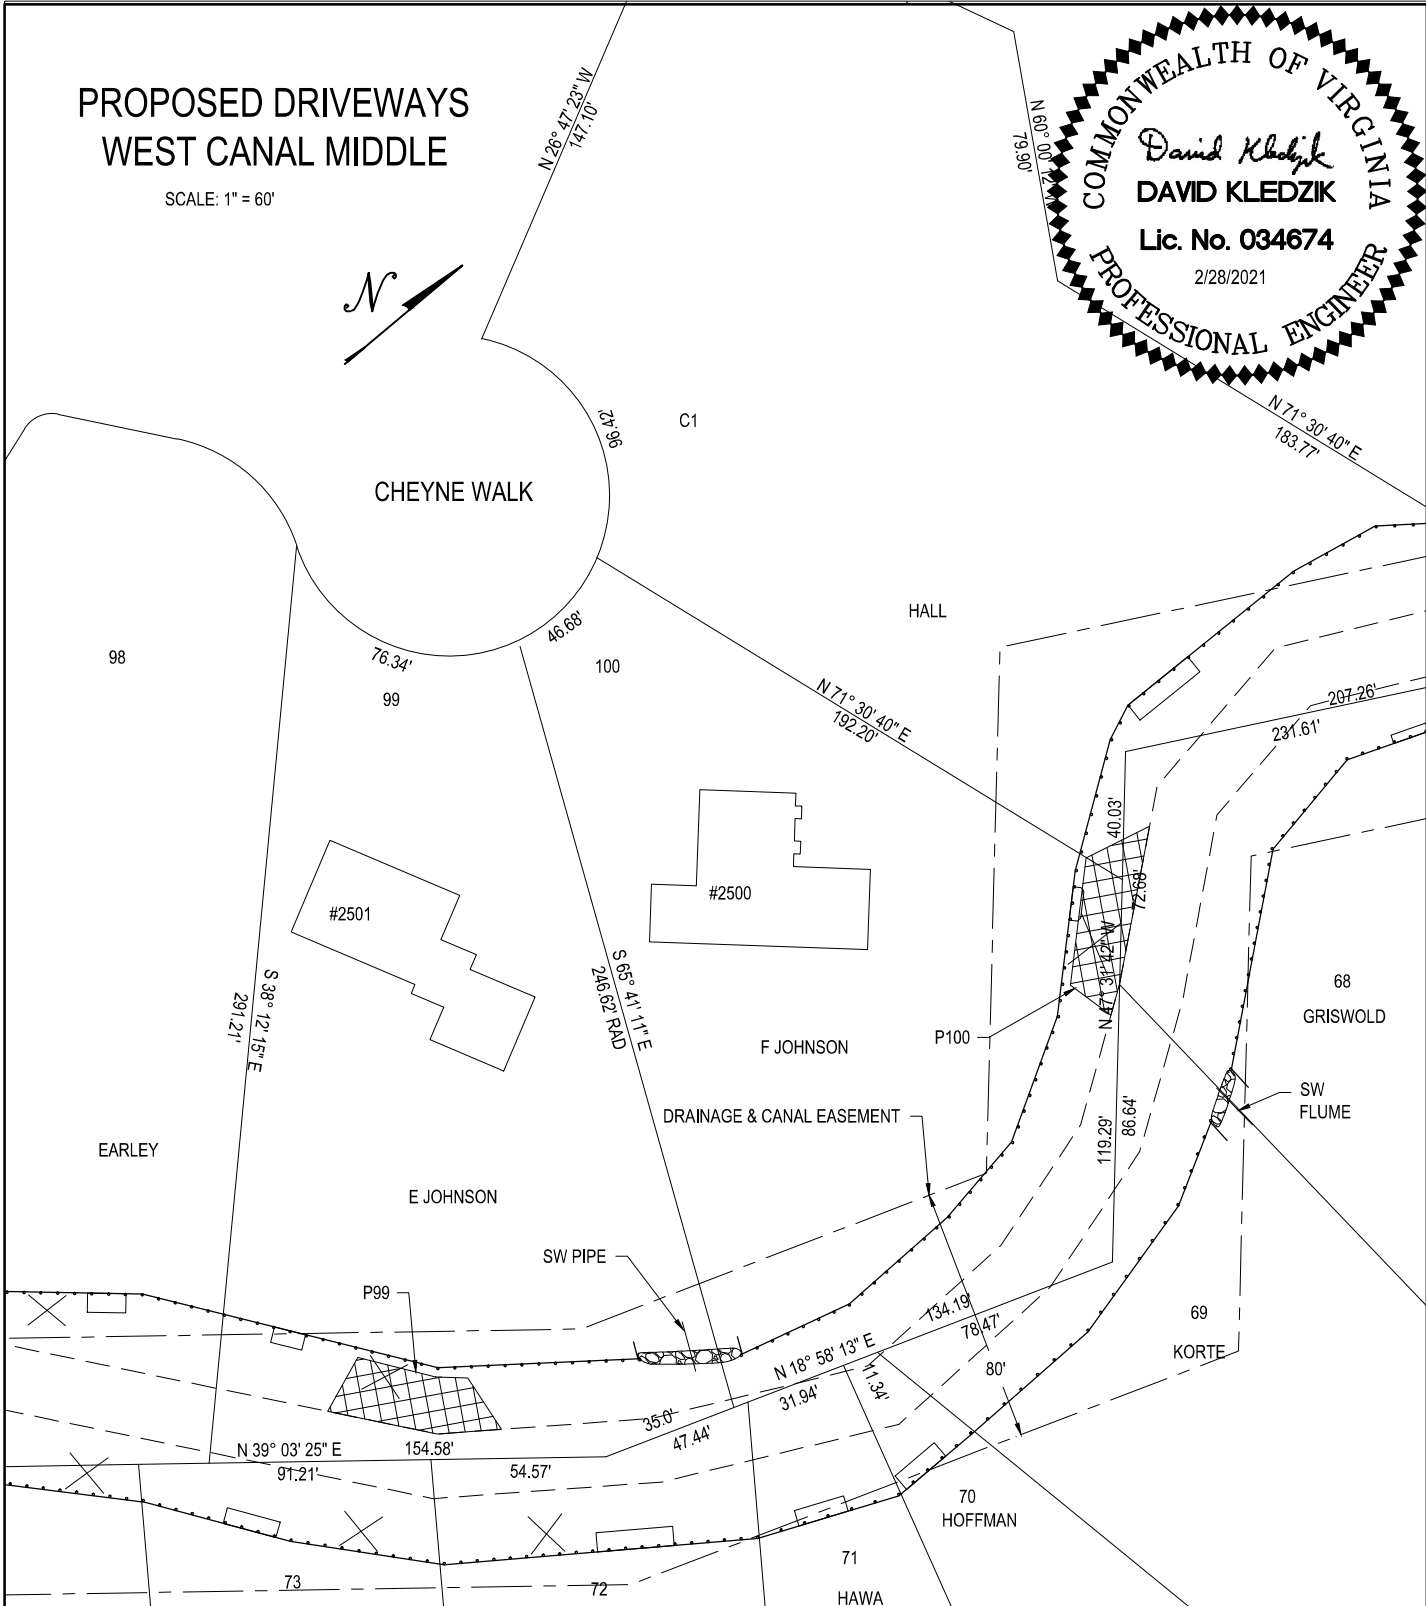 PROPOSED DRIVEWAYS
WEST CANAL MIDDLE
SCALE: 1" = 60'
N
N 26° 47' 23" W
147.10'
N 60° 00' 12" W
79.90'
COMMONWEALTH OF VIRGINIA
David Kledzik
DAVID KLEDZIK
Lic. No. 034674
2/28/2021
PROFESSIONAL ENGINEER
N 71° 30' 40" E
183.77'
C1
96.42'
CHEYNE WALK
HALL
98
76.34'
46.68'
99
100
N 71° 30' 40" E
192.20'
207.26'
231.61'
40.03'
72.68'
#2501
#2500
S 38° 12' 15" E
291.21'
S 65° 41' 11" E
246.62' RAD
N 47° 31' 42" W
68
GRISWOLD
P100
F JOHNSON
SW
FLUME
DRAINAGE & CANAL EASEMENT
119.29'
86.64'
EARLEY
E JOHNSON
SW PIPE
P99
134.19'
78.47'
69
KORTE
N 18° 58' 13" E
31.94'
11.34'
80'
35.0'
47.44'
N 39° 03' 25" E
154.58'
91.21'
54.57'
70
HOFFMAN
71
HAWA
72
73